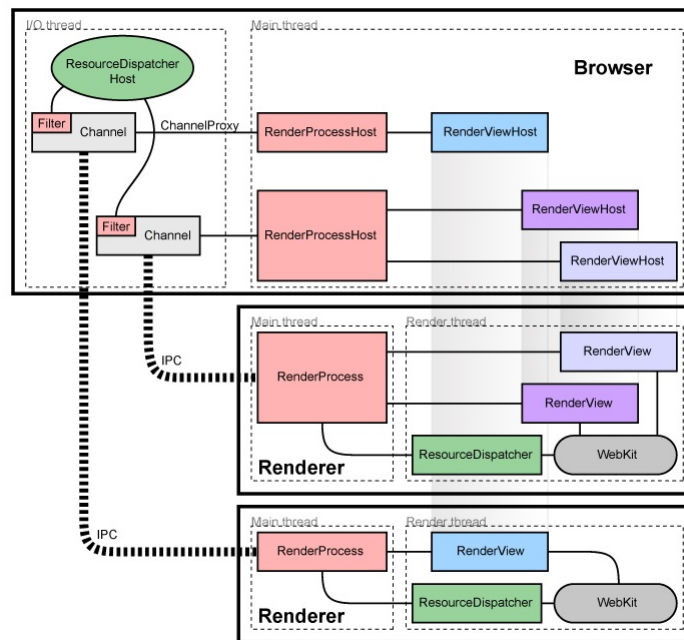 I/O thread
Main thread
ResourceDispatcher
Host
Browser
Filter
Channel
ChannelProxy
RenderProcessHost
RenderViewHost
Filter
Channel
RenderProcessHost
RenderViewHost
RenderViewHost
Main thread
Render thread
IPC
RenderProcess
RenderView
RenderView
Renderer
ResourceDispatcher
WebKit
Main thread
Render thread
IPC
RenderProcess
RenderView
Renderer
ResourceDispatcher
WebKit